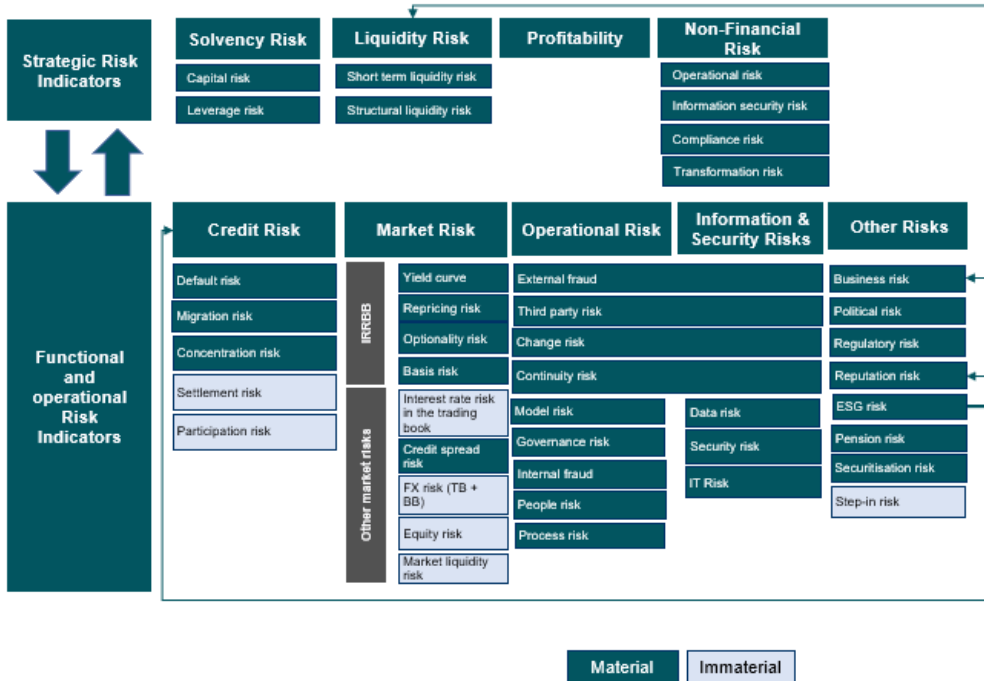 Strategic Risk
Indicators
Solvency Risk
Capital risk
Leverage risk
Liquidity Risk
Short term liquidity risk
Structural liquidity risk
Profitability
Non-Financial
Risk
Operational risk
Information security risk
Compliance risk
Transformation risk
Functional
and
operational
Risk
Indicators
Credit Risk
Default risk
Migration risk
Concentration risk
Settlement risk
Participation risk
Market Risk
IRRBB
Yield curve
Repricing risk
Optionality risk
Basis risk
Other market risks
Interest rate risk
in the trading
book
Credit spread
risk
FX risk (TB +
BB)
Equity risk
Market liquidity
risk
Operational Risk
Information &
Security Risks
External fraud
Third party risk
Change risk
Continuity risk
Model risk
Governance risk
Internal fraud
People risk
Process risk
Data risk
Security risk
IT Risk
Other Risks
Business risk
Political risk
Regulatory risk
Reputation risk
ESG risk
Pension risk
Securitisation risk
Step-in risk
Material
Immaterial